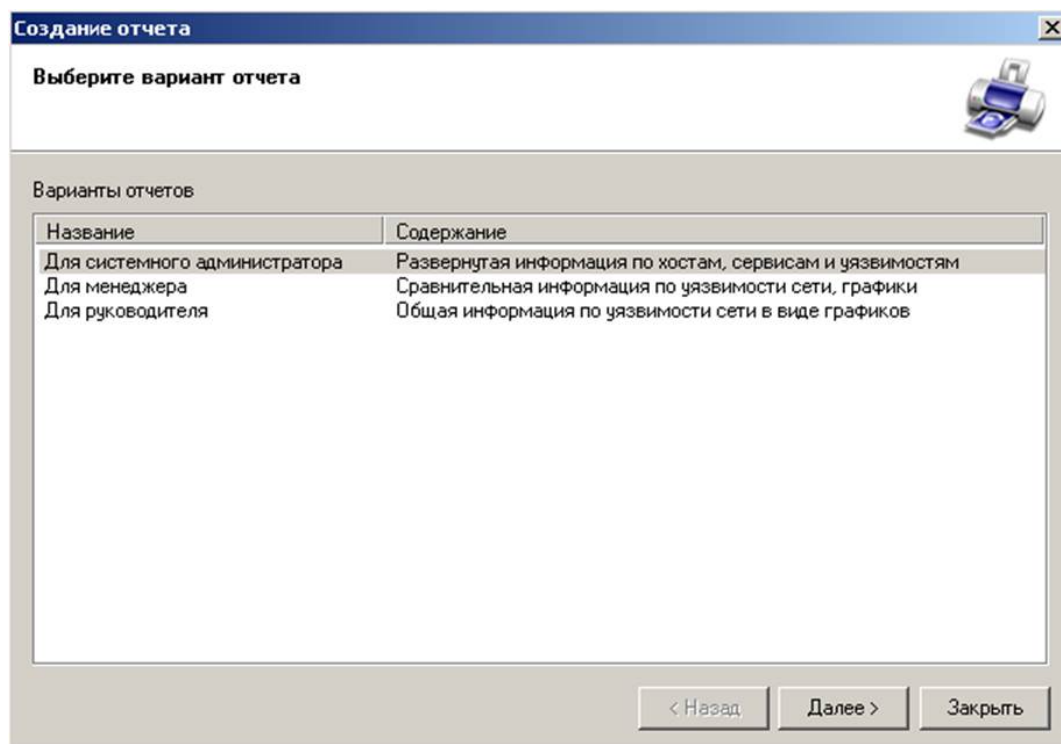 Создание отчета
Выберите вариант отчета
Варианты отчетов
Название Содержание
Для системного администратора Развернутая информация по хостам, сервисам и уязвимостям
Для менеджера Сравнительная информация по уязвимости сети, графики
Для руководителя Общая информация по уязвимости сети в виде графиков
< Назад Далее > Закрыть